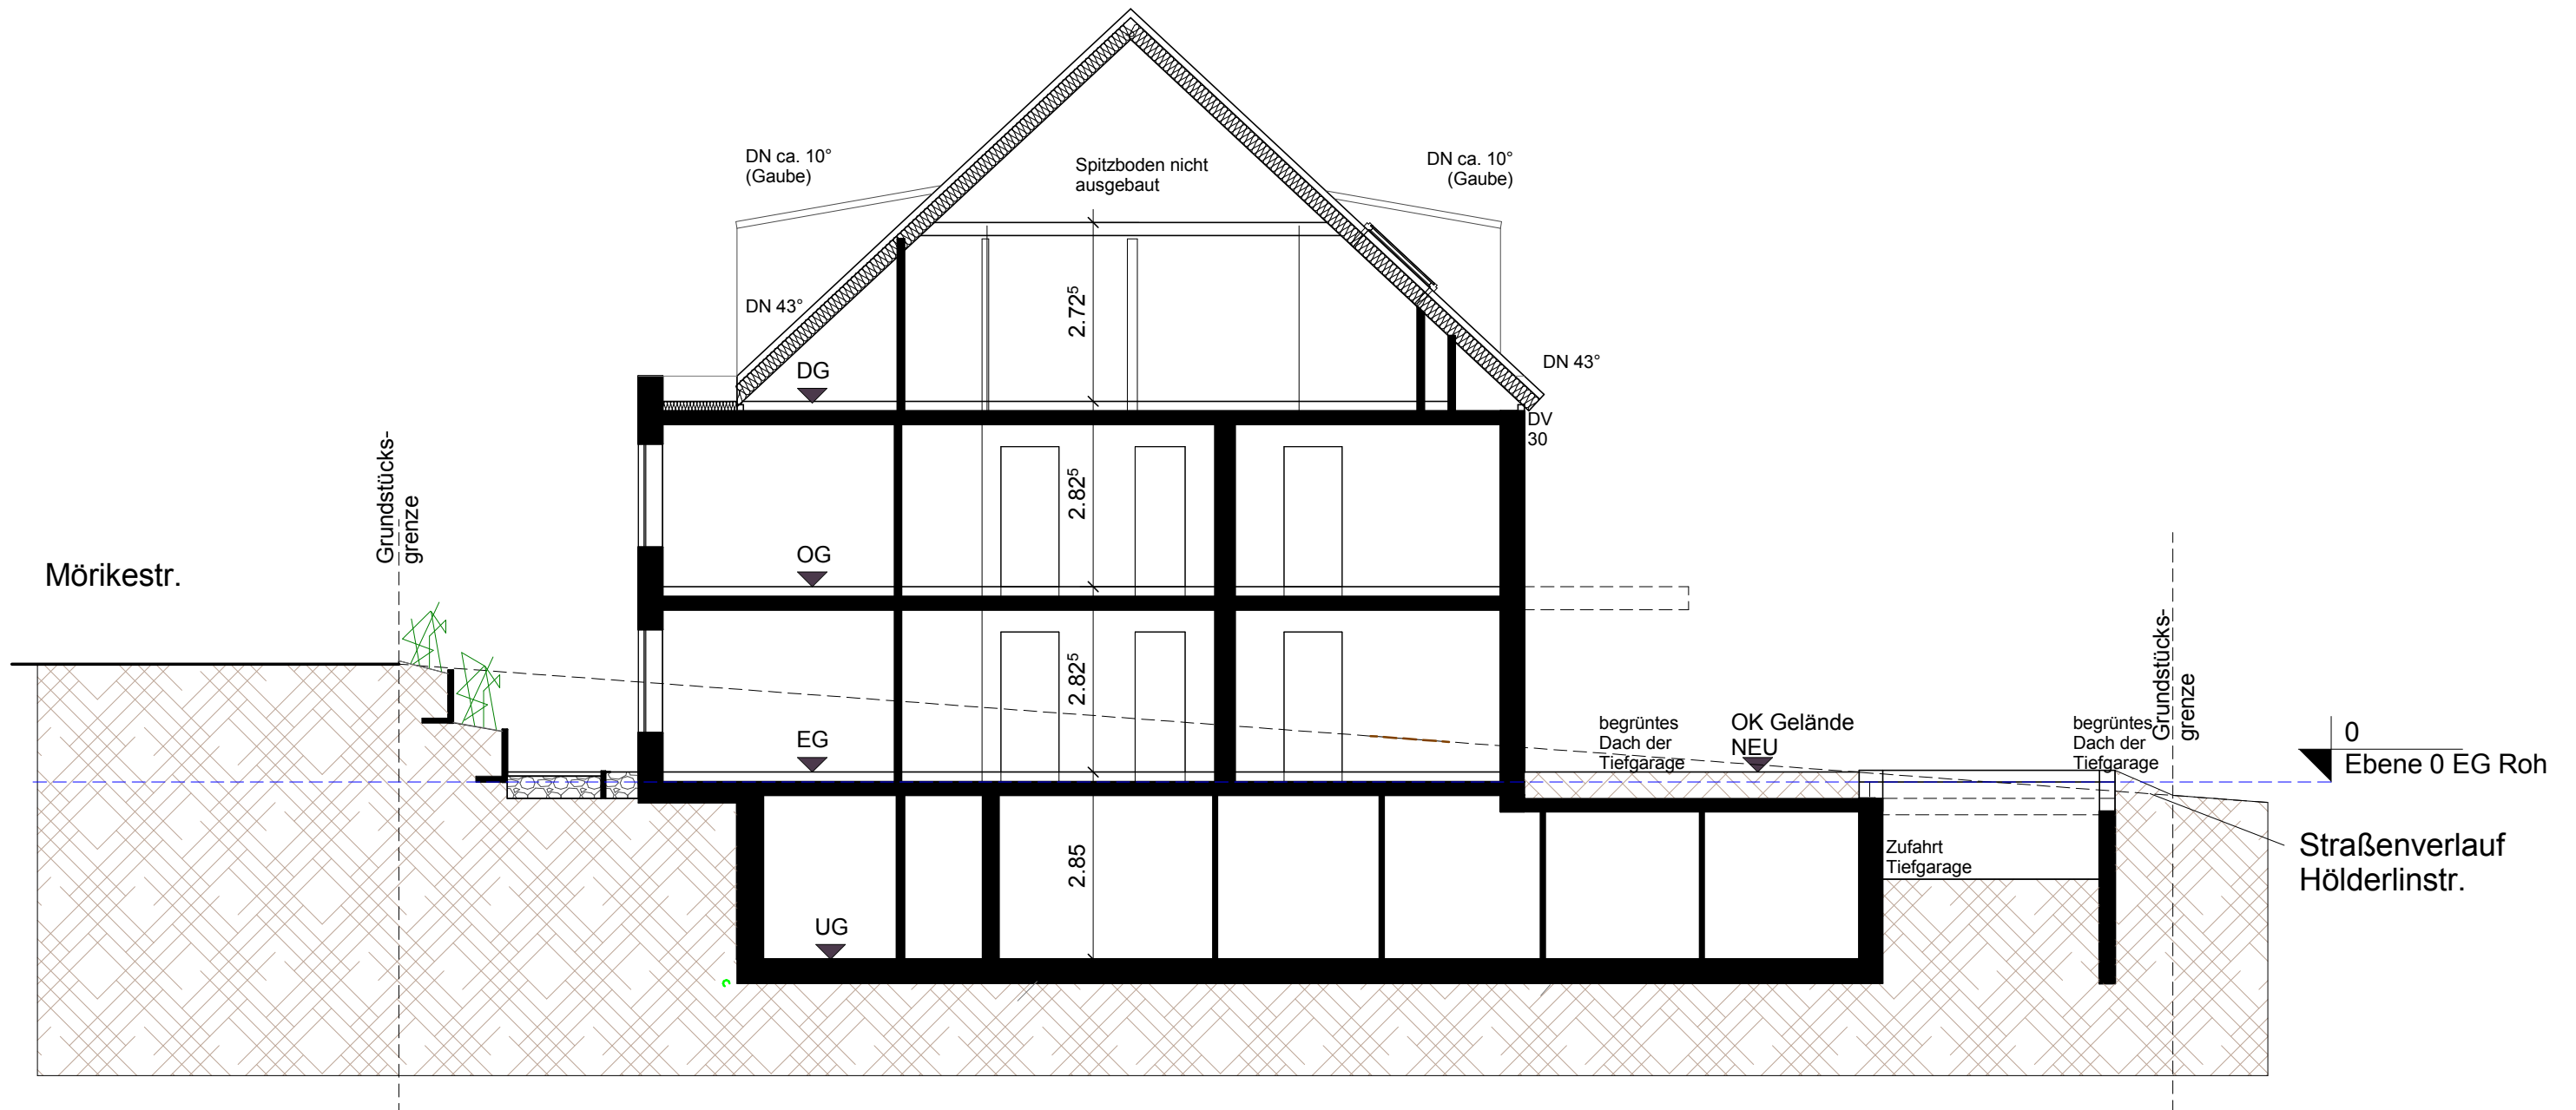 DN ca. 10°
(Gaube)
Spitzboden nicht
ausgebaut
DN ca. 10°
(Gaube)
DN 43°
2.72⁵
DG
DN 43°
DV
30
Grundstücks-
grenze
2.82⁵
OG
Mörikestr.
Grundstücks-
grenze
2.82⁵
EG
begrüntes
Dach der
Tiefgarage
OK Gelände
NEU
begrüntes
Dach der
Tiefgarage
0
Ebene 0 EG Roh
2.85
Zufahrt
Tiefgarage
Straßenverlauf
Hölderlinstr.
UG